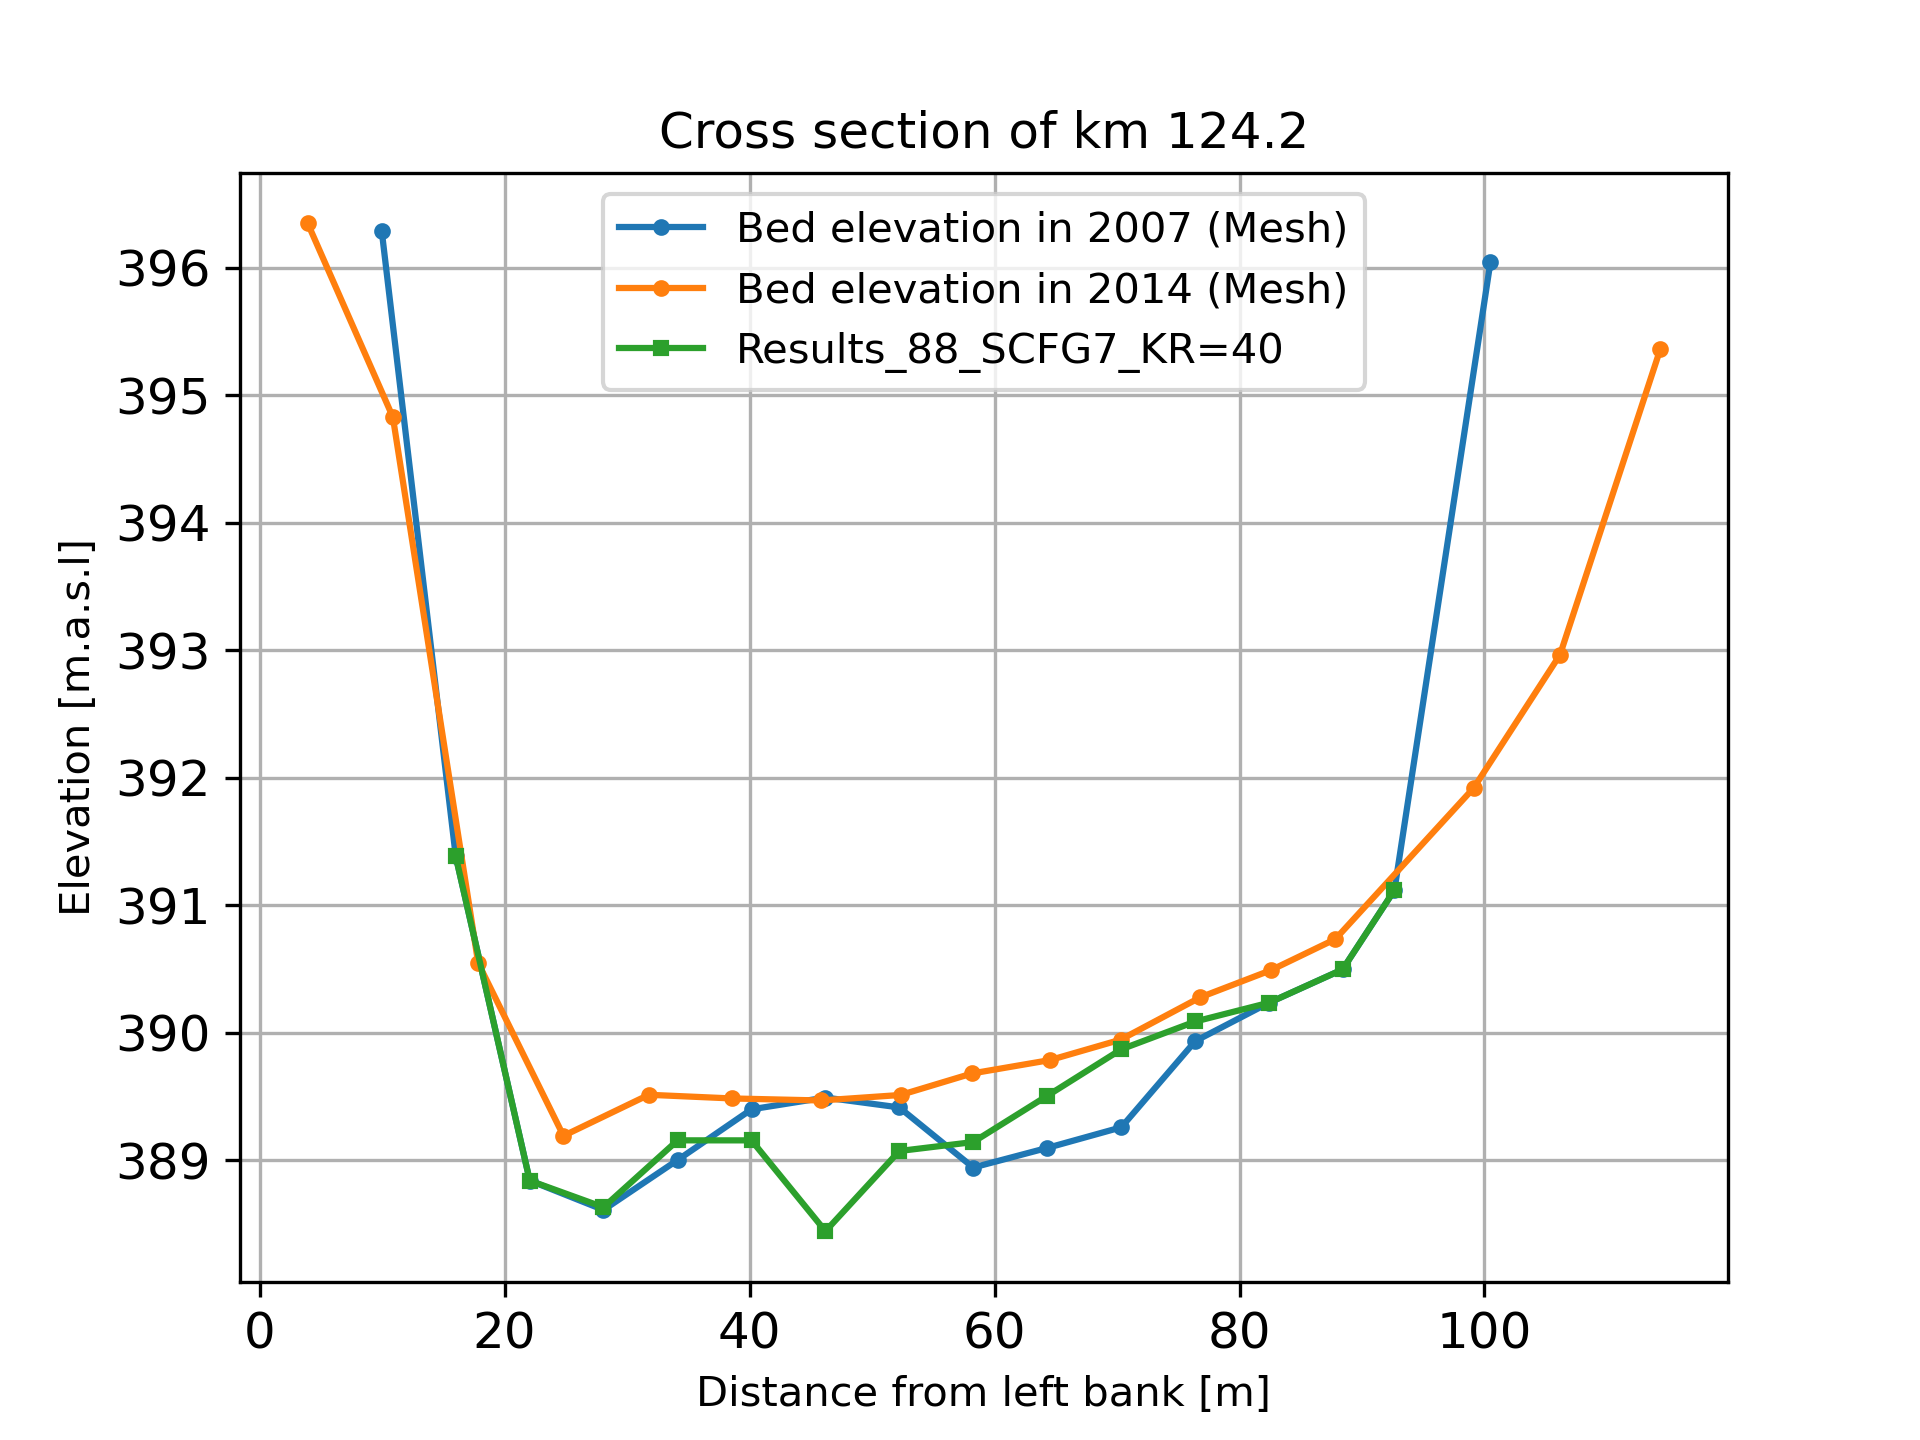 Cross section of km 124.2
Bed elevation in 2007 (Mesh)
Bed elevation in 2014 (Mesh)
Results_88_SCFG7_KR=40
Elevation [m.a.s.l]
396
395
394
393
392
391
390
389
0 20 40 60 80 100
Distance from left bank [m]